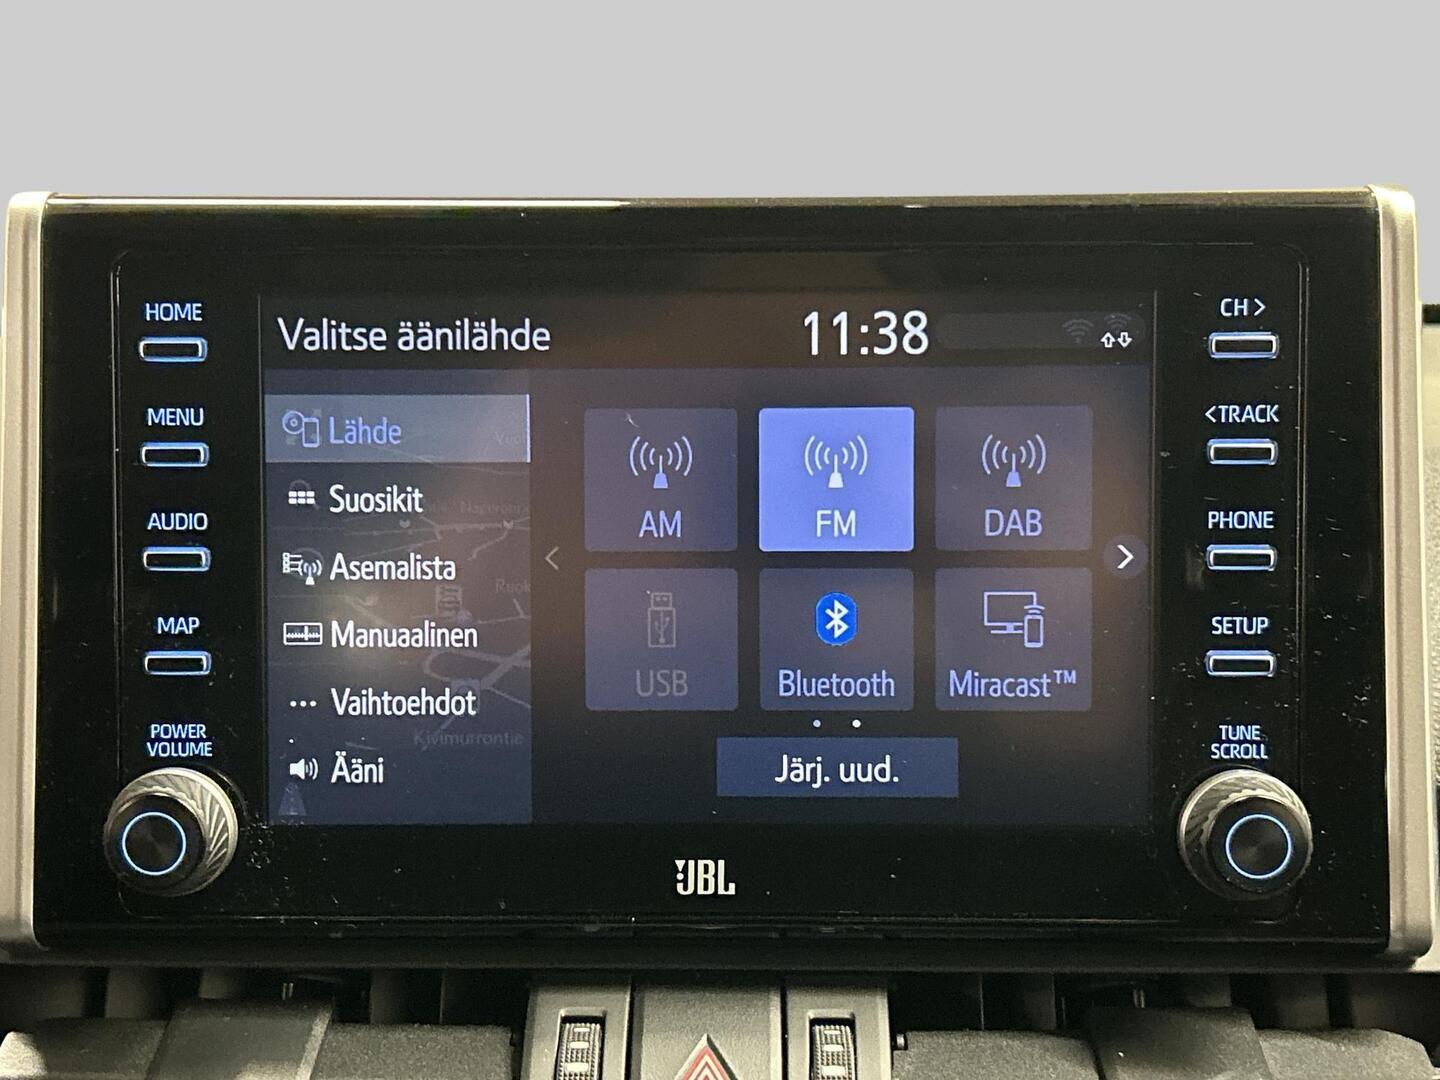 HOME
MENU
AUDIO
MAP
POWER
VOLUME
Valitse äänilähde
11:38
Lähde
Suosikit
Asemalista
Manuaalinen
Vaihtoehdot
Kivimurrontie
Ääni
AM
FM
DAB
USB
Bluetooth
Miracast™
Järj. uud.
JBL
CH >
<TRACK
PHONE
SETUP
TUNE
SCROLL